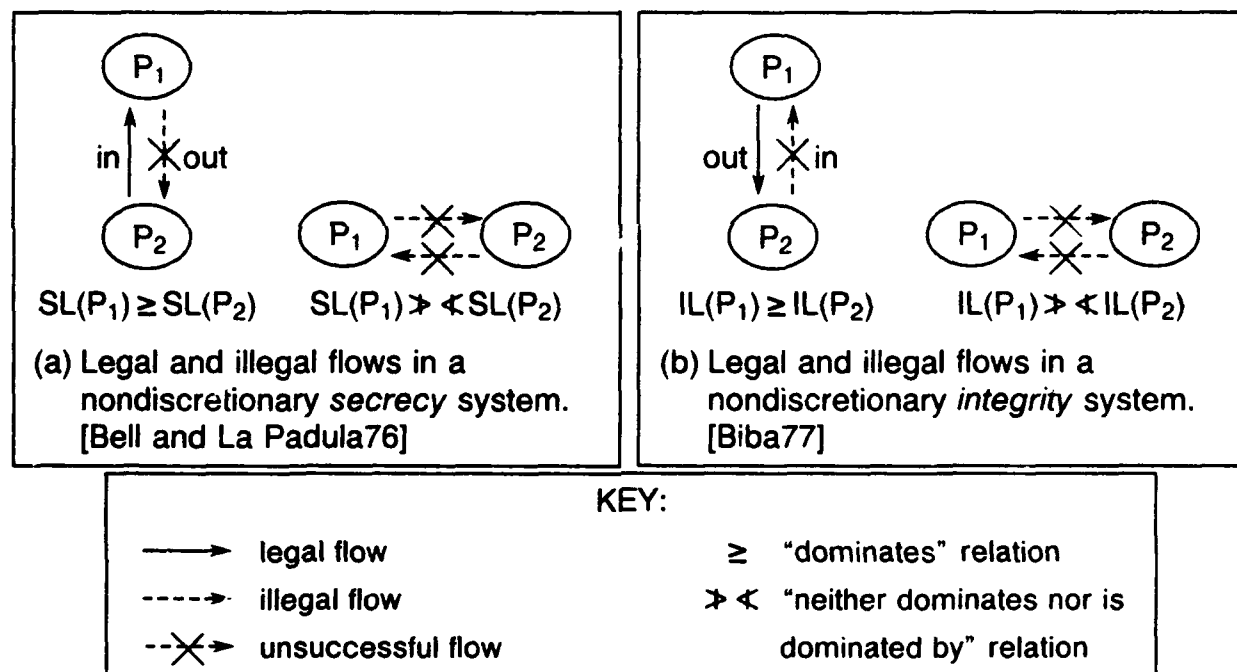 P₁
in
out
P₂
P₁
P₂
SL(P₁) ≥ SL(P₂)
SL(P₁) ≯ ≮ SL(P₂)
(a) Legal and illegal flows in a
nondiscretionary secrecy system.
[Bell and La Padula76]
P₁
out
in
P₂
P₁
P₂
IL(P₁) ≥ IL(P₂)
IL(P₁) ≯ ≮ IL(P₂)
(b) Legal and illegal flows in a
nondiscretionary integrity system.
[Biba77]
KEY:
legal flow
illegal flow
unsuccessful flow
≥ "dominates" relation
≯ ≮ "neither dominates nor is
dominated by" relation